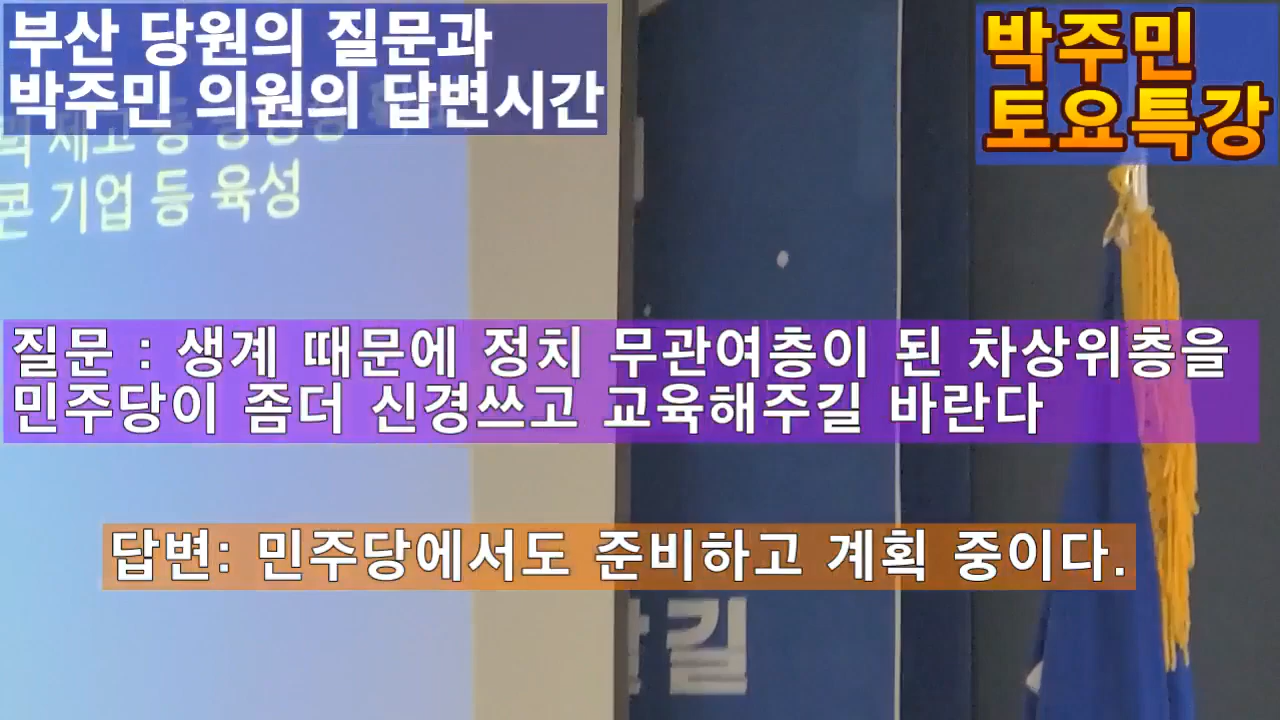 부산 당원의 질문과
박주민 의원의 답변시간
박주민
토요특강
제고 등
기업 등 육성
질문 : 생계 때문에 정치 무관여층이 된 차상위층을
민주당이 좀더 신경쓰고 교육해주길 바란다
답변: 민주당에서도 준비하고 계획 중이다.
길